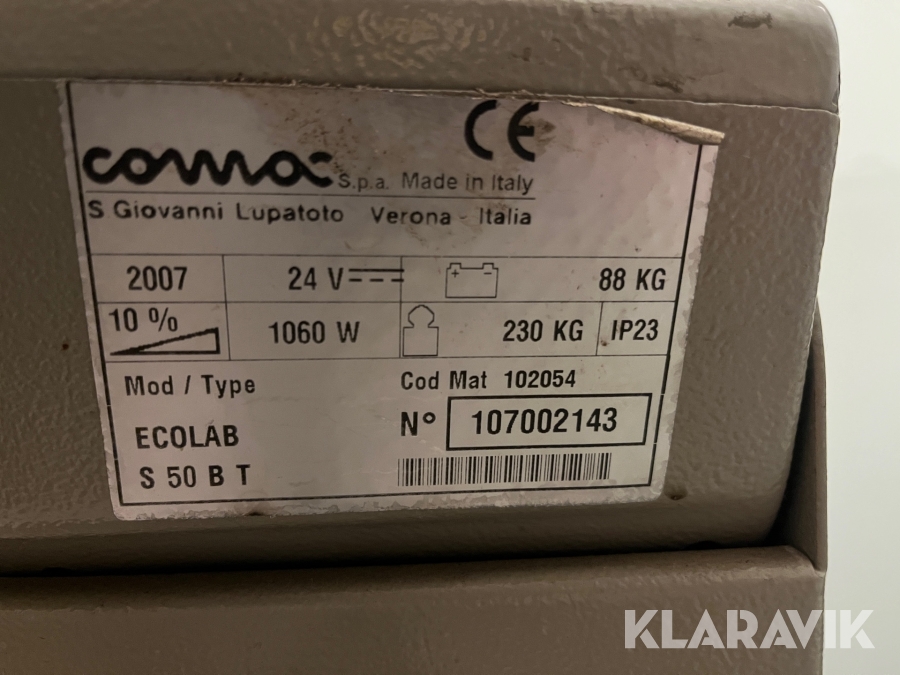 CE
comac S.p.a. Made in Italy
S Giovanni Lupatoto Verona - Italia
2007 24 V + - 88 KG
10 % 1060 W 230 KG IP23
Mod / Type Cod Mat 102054
ECOLAB N° 107002143
S 50 B T
KLARAVIK